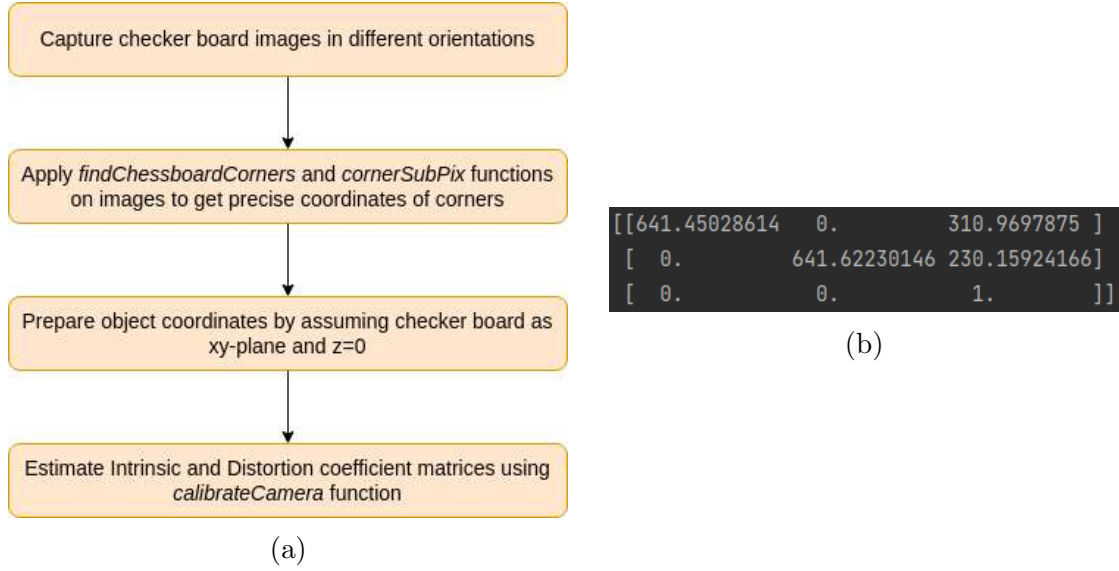 Capture checker board images in different orientations
Apply findChessboardCorners and cornerSubPix functions
on images to get precise coordinates of corners
Prepare object coordinates by assuming checker board as
xy-plane and z=0
Estimate Intrinsic and Distortion coefficient matrices using
calibrateCamera function
(a)
[[641.45028614 0. 310.9697875 ]
[ 0. 641.62230146 230.15924166]
[ 0. 0. 1. ]]
(b)